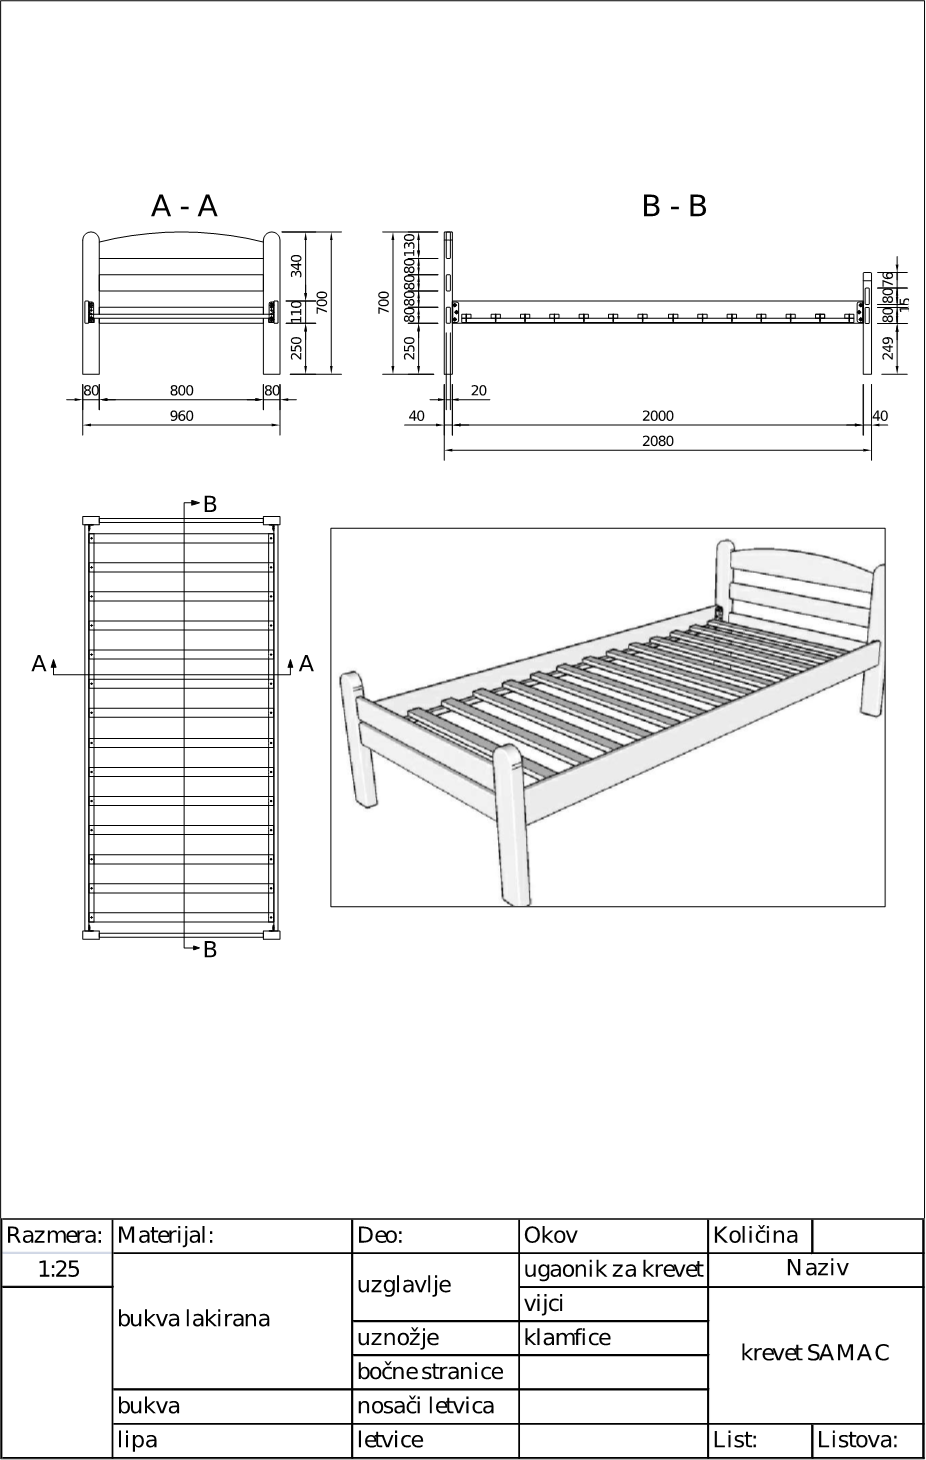 A - A
B - B
340
110
250
700
80
800
80
960
700
130
80
80
80
80
250
20
40
2000
40
2080
76
80
15
80
249
B
A
A
B
Razmera:
Materijal:
Deo:
Okov
Količina
1:25
bukva lakirana
uzglavlje
ugaonik za krevet
Naziv
vijci
uznožje
klamfice
krevet SAMAC
bočne stranice
bukva
nosači letvica
lipa
letvice
List:
Listova: